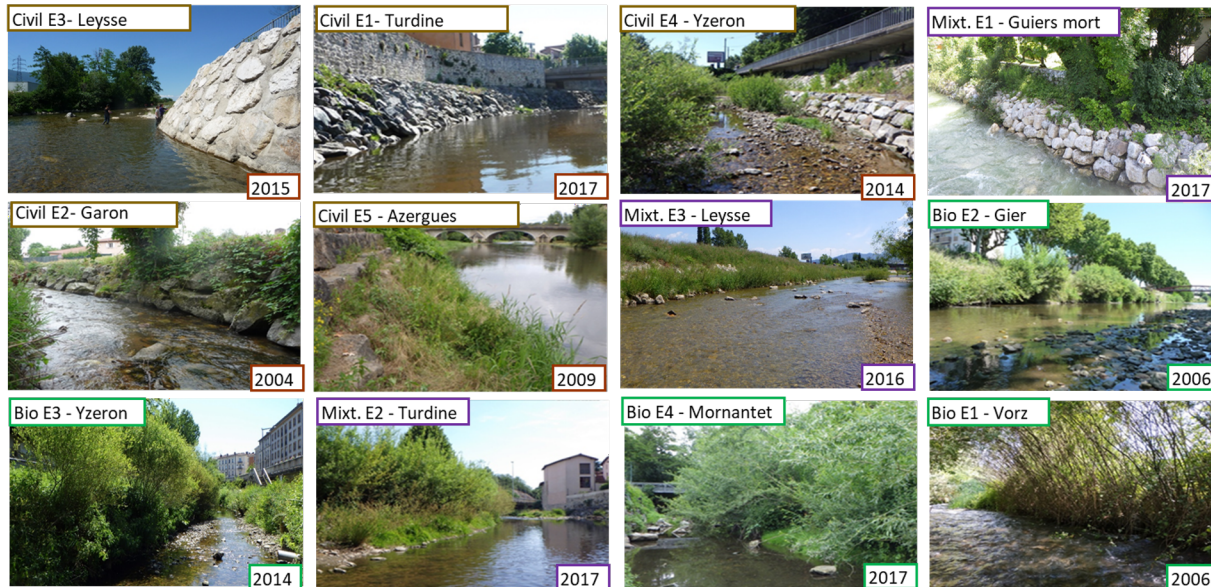 Civil E3- Leysse
2015
Civil E1- Turdine
2017
Civil E4 - Yzeron
2014
Mixt. E1 - Guiers mort
2017
Civil E2- Garon
2004
Civil E5 - Azergues
2009
Mixt. E3 - Leysse
2016
Bio E2 - Gier
2006
Bio E3 - Yzeron
2014
Mixt. E2 - Turdine
2017
Bio E4 - Mornantet
2017
Bio E1 - Vorz
2006